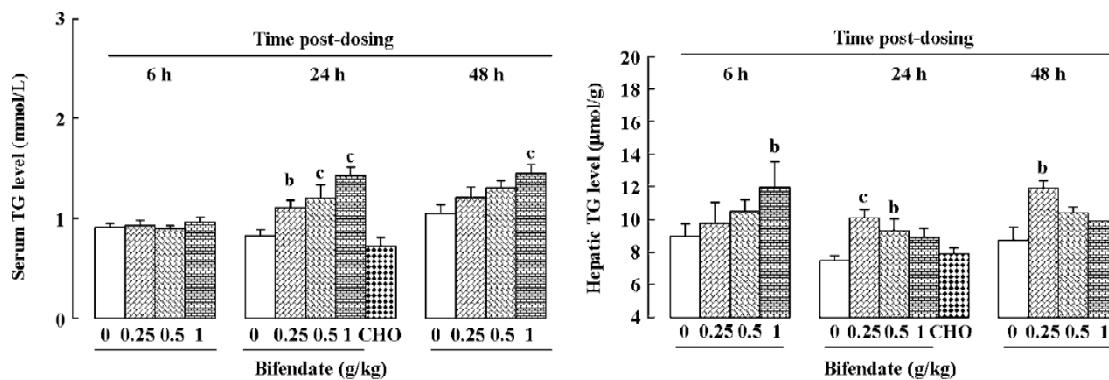 3
2
1
0
Serum TG level (mmol/L)
Time post-dosing
6 h 24 h 48 h
b c c c
0 0.25 0.5 1 0 0.25 0.5 1 CHO 0 0.25 0.5 1
Bifendate (g/kg)
20
18
16
14
12
10
8
6
4
Hepatic TG level (μmol/g)
Time post-dosing
6 h 24 h 48 h
b c b b
0 0.25 0.5 1 0 0.25 0.5 1 CHO 0 0.25 0.5 1
Bifendate (g/kg)